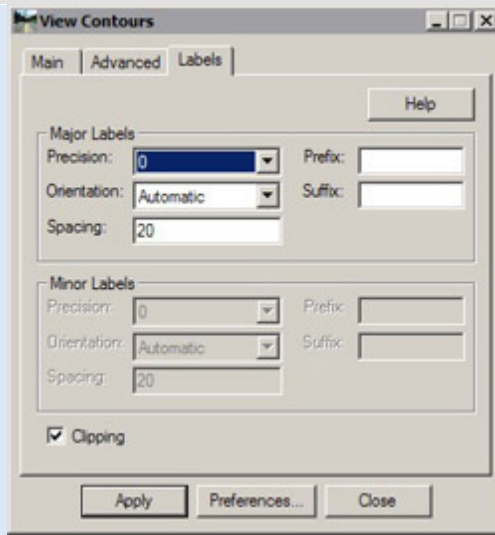 View Contours
Main Advanced Labels
Help
Major Labels
Precision: 0 Prefix:
Orientation: Automatic Suffix:
Spacing: 20
Minor Labels
Precision: 0 Prefix:
Orientation: Automatic Suffix:
Spacing: 20
Clipping
Apply Preferences... Close